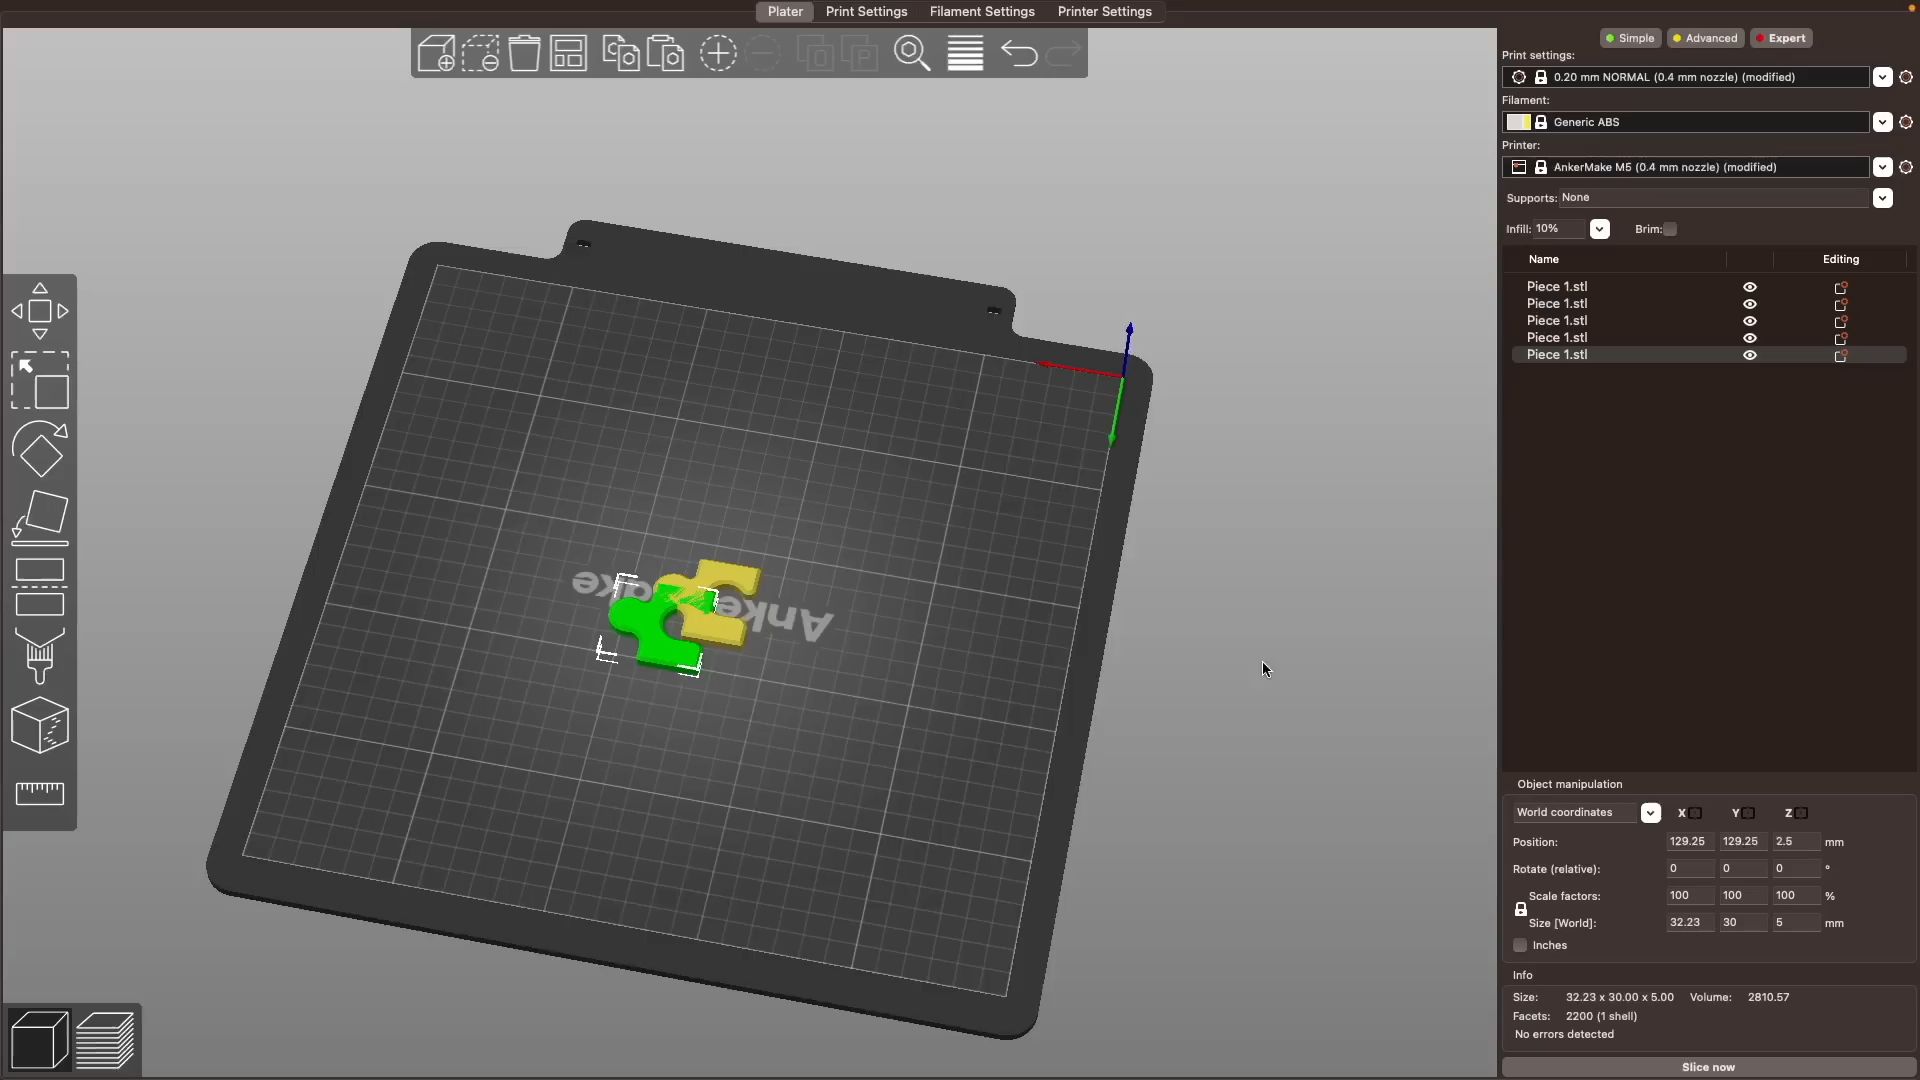 Plater Print Settings Filament Settings Printer Settings
Simple Advanced Expert
Print settings:
0.20 mm NORMAL (0.4 mm nozzle) (modified)
Filament:
Generic ABS
Printer:
AnkerMake M5 (0.4 mm nozzle) (modified)
Supports: None
Infill: 10% Brim:
Name Editing
Piece 1.stl
Piece 1.stl
Piece 1.stl
Piece 1.stl
Piece 1.stl
Object manipulation
World coordinates X Y Z
Position: 129.25 129.25 2.5 mm
Rotate (relative): 0 0 0 °
Scale factors: 100 100 100 %
Size [World]: 32.23 30 5 mm
Inches
Info
Size: 32.23 x 30.00 x 5.00 Volume: 2810.57
Facets: 2200 (1 shell)
No errors detected
Slice now